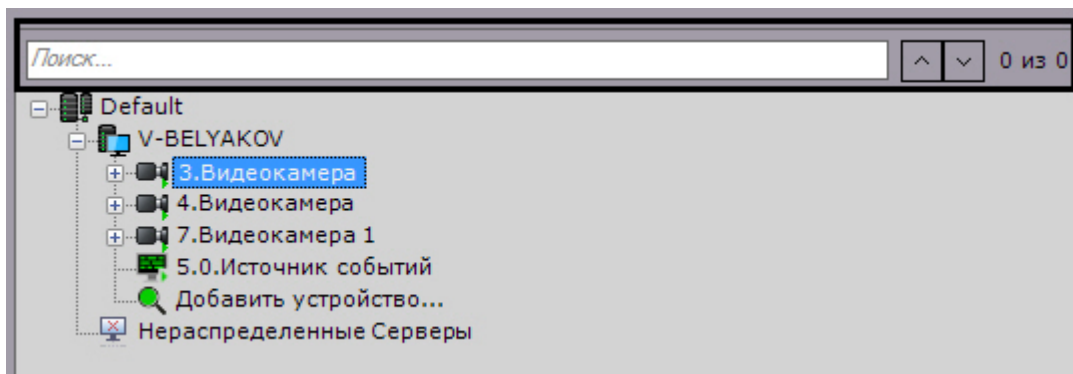 Поиск...
0 из 0
Default
V-BELYAKOV
3.Видеокамера
4.Видеокамера
7.Видеокамера 1
5.0.Источник событий
Добавить устройство...
Нераспределенные Серверы